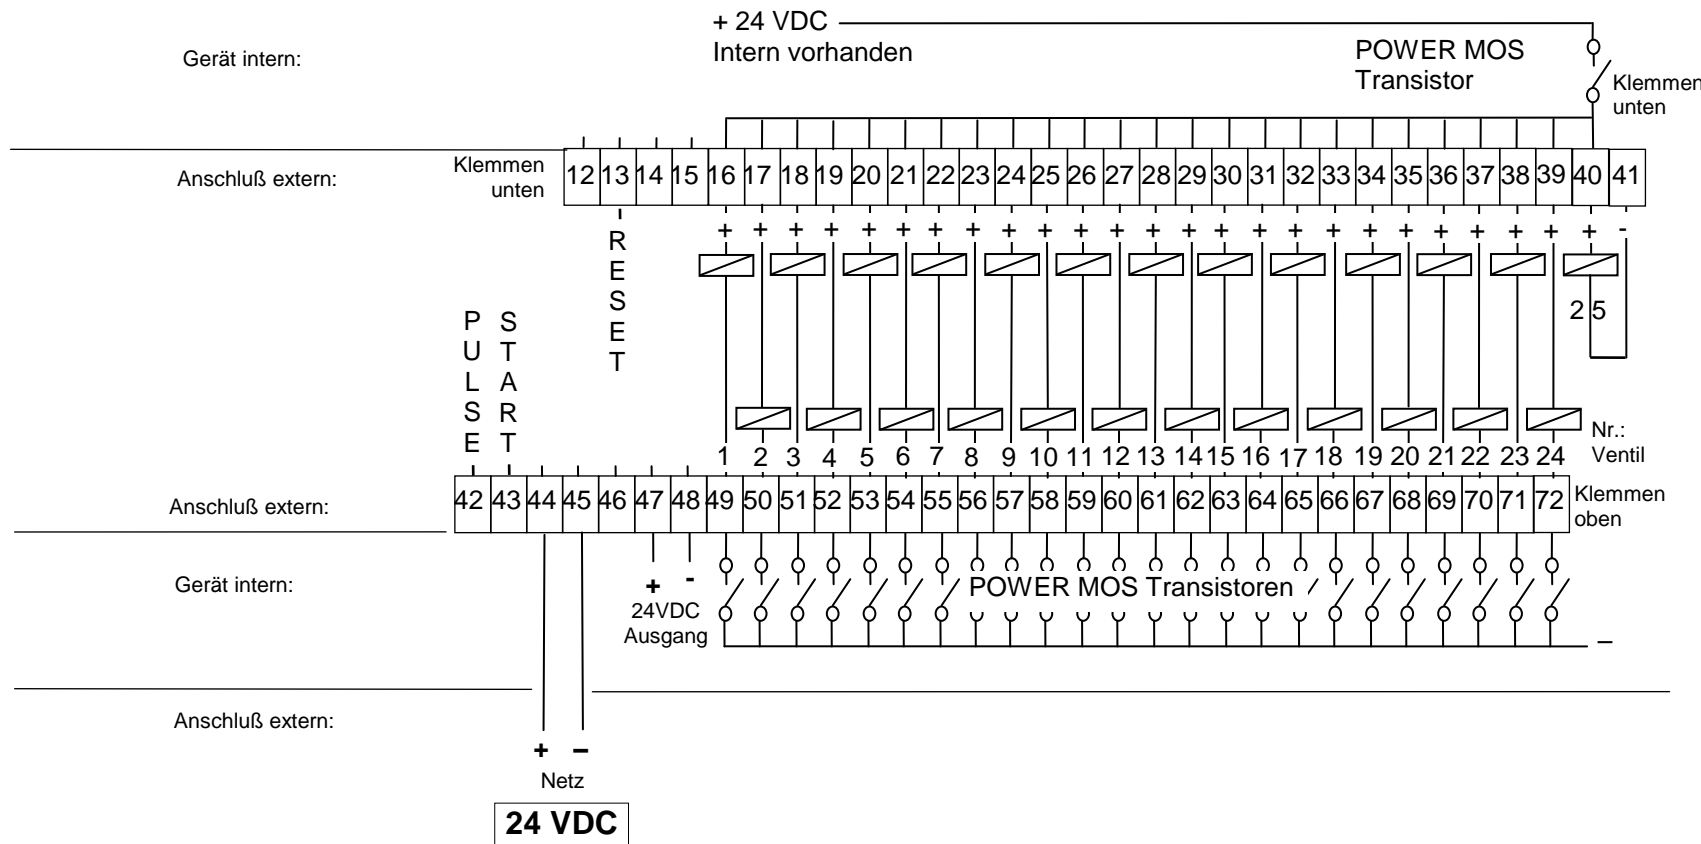 + 24 VDC
Intern vorhanden
Gerät intern:
POWER MOS
Transistor
Klemmen
unten
Anschluß extern:
Klemmen
unten
12 13 14 15 16 17 18 19 20 21 22 23 24 25 26 27 28 29 30 31 32 33 34 35 36 37 38 39 40 41
+ + + + + + + + + + + + + + + + + + + + + + + + + -
RESET
25
PULSE
START
Nr.:
Ventil
1 2 3 4 5 6 7 8 9 10 11 12 13 14 15 16 17 18 19 20 21 22 23 24
Anschluß extern:
42 43 44 45 46 47 48 49 50 51 52 53 54 55 56 57 58 59 60 61 62 63 64 65 66 67 68 69 70 71 72
Klemmen
oben
Gerät intern:
+ -
24VDC
Ausgang
POWER MOS Transistoren
–
Anschluß extern:
+ –
Netz
24 VDC